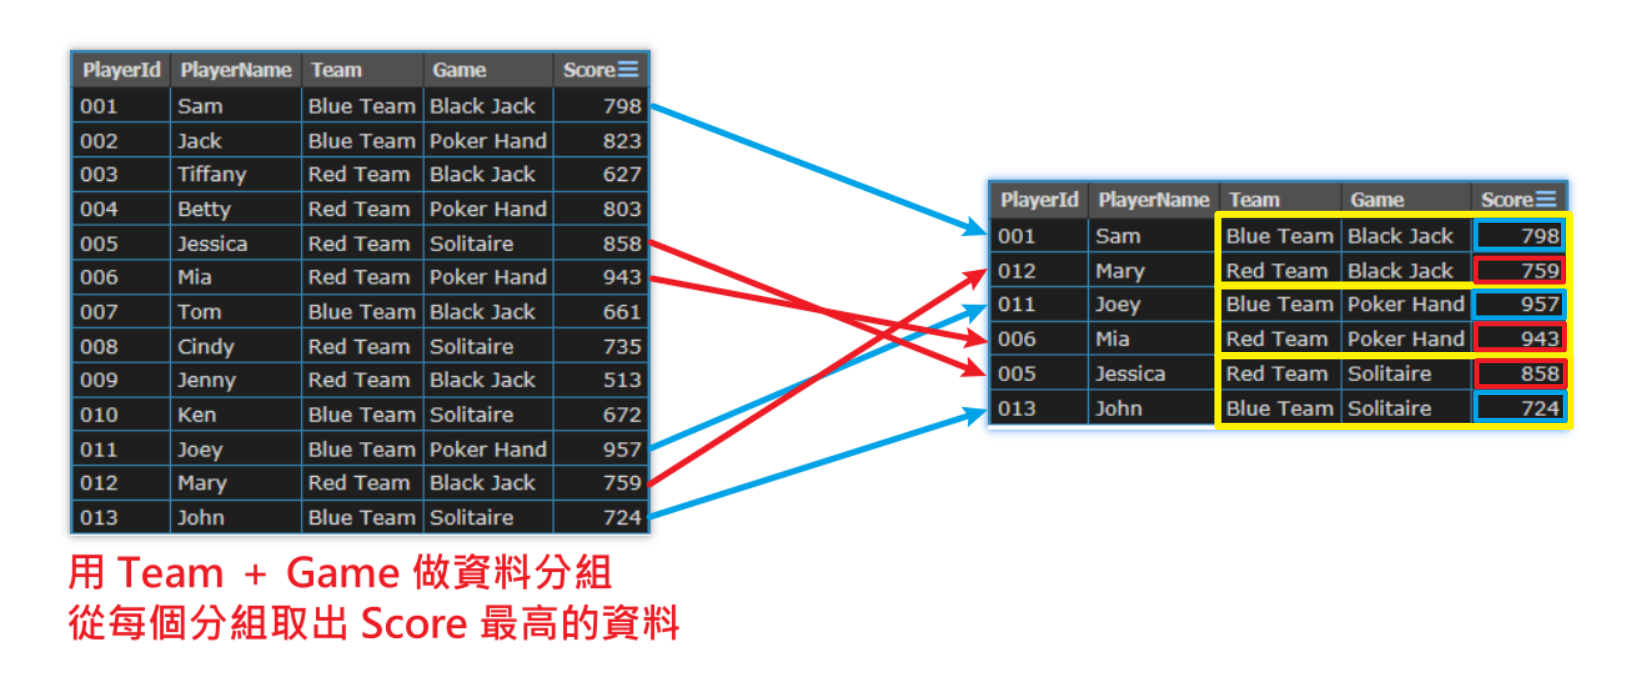 PlayerId PlayerName Team Game Score
001 Sam Blue Team Black Jack 798
002 Jack Blue Team Poker Hand 823
003 Tiffany Red Team Black Jack 627
004 Betty Red Team Poker Hand 803
005 Jessica Red Team Solitaire 858
006 Mia Red Team Poker Hand 943
007 Tom Blue Team Black Jack 661
008 Cindy Red Team Solitaire 735
009 Jenny Red Team Black Jack 513
010 Ken Blue Team Solitaire 672
011 Joey Blue Team Poker Hand 957
012 Mary Red Team Black Jack 759
013 John Blue Team Solitaire 724
用 Team + Game 做資料分組
從每個分組取出 Score 最高的資料
PlayerId PlayerName Team Game Score
001 Sam Blue Team Black Jack 798
012 Mary Red Team Black Jack 759
011 Joey Blue Team Poker Hand 957
006 Mia Red Team Poker Hand 943
005 Jessica Red Team Solitaire 858
013 John Blue Team Solitaire 724